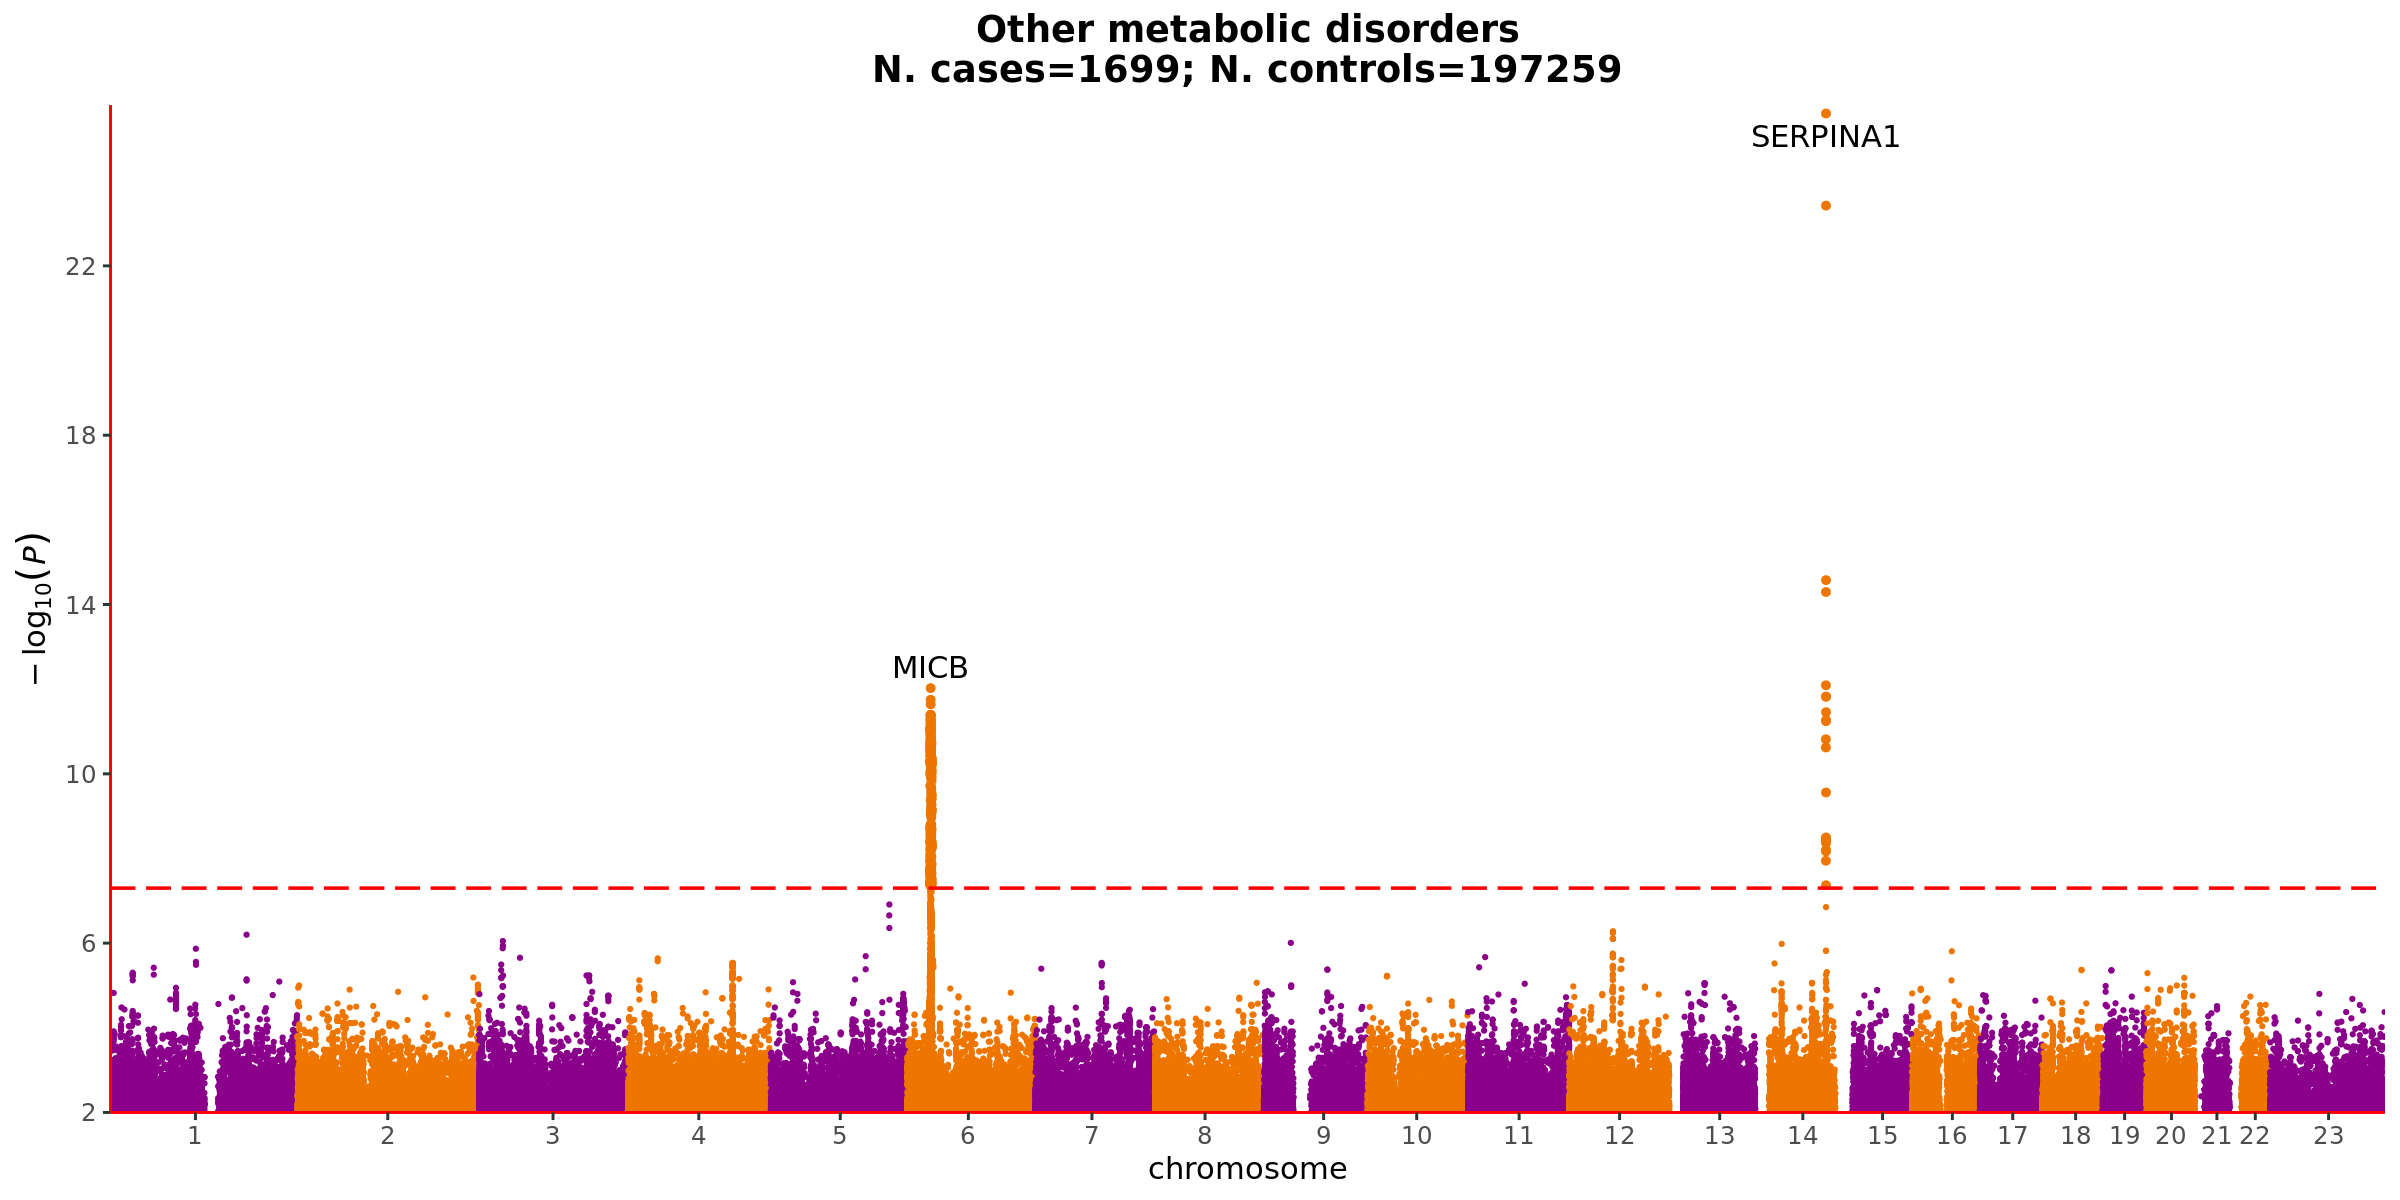 Other metabolic disorders
N. cases=1699; N. controls=197259
SERPINA1
MICB
22
18
14
10
6
2
−log₁₀(P)
1 2 3 4 5 6 7 8 9 10 11 12 13 14 15 16 17 18 19 20 21 22 23
chromosome